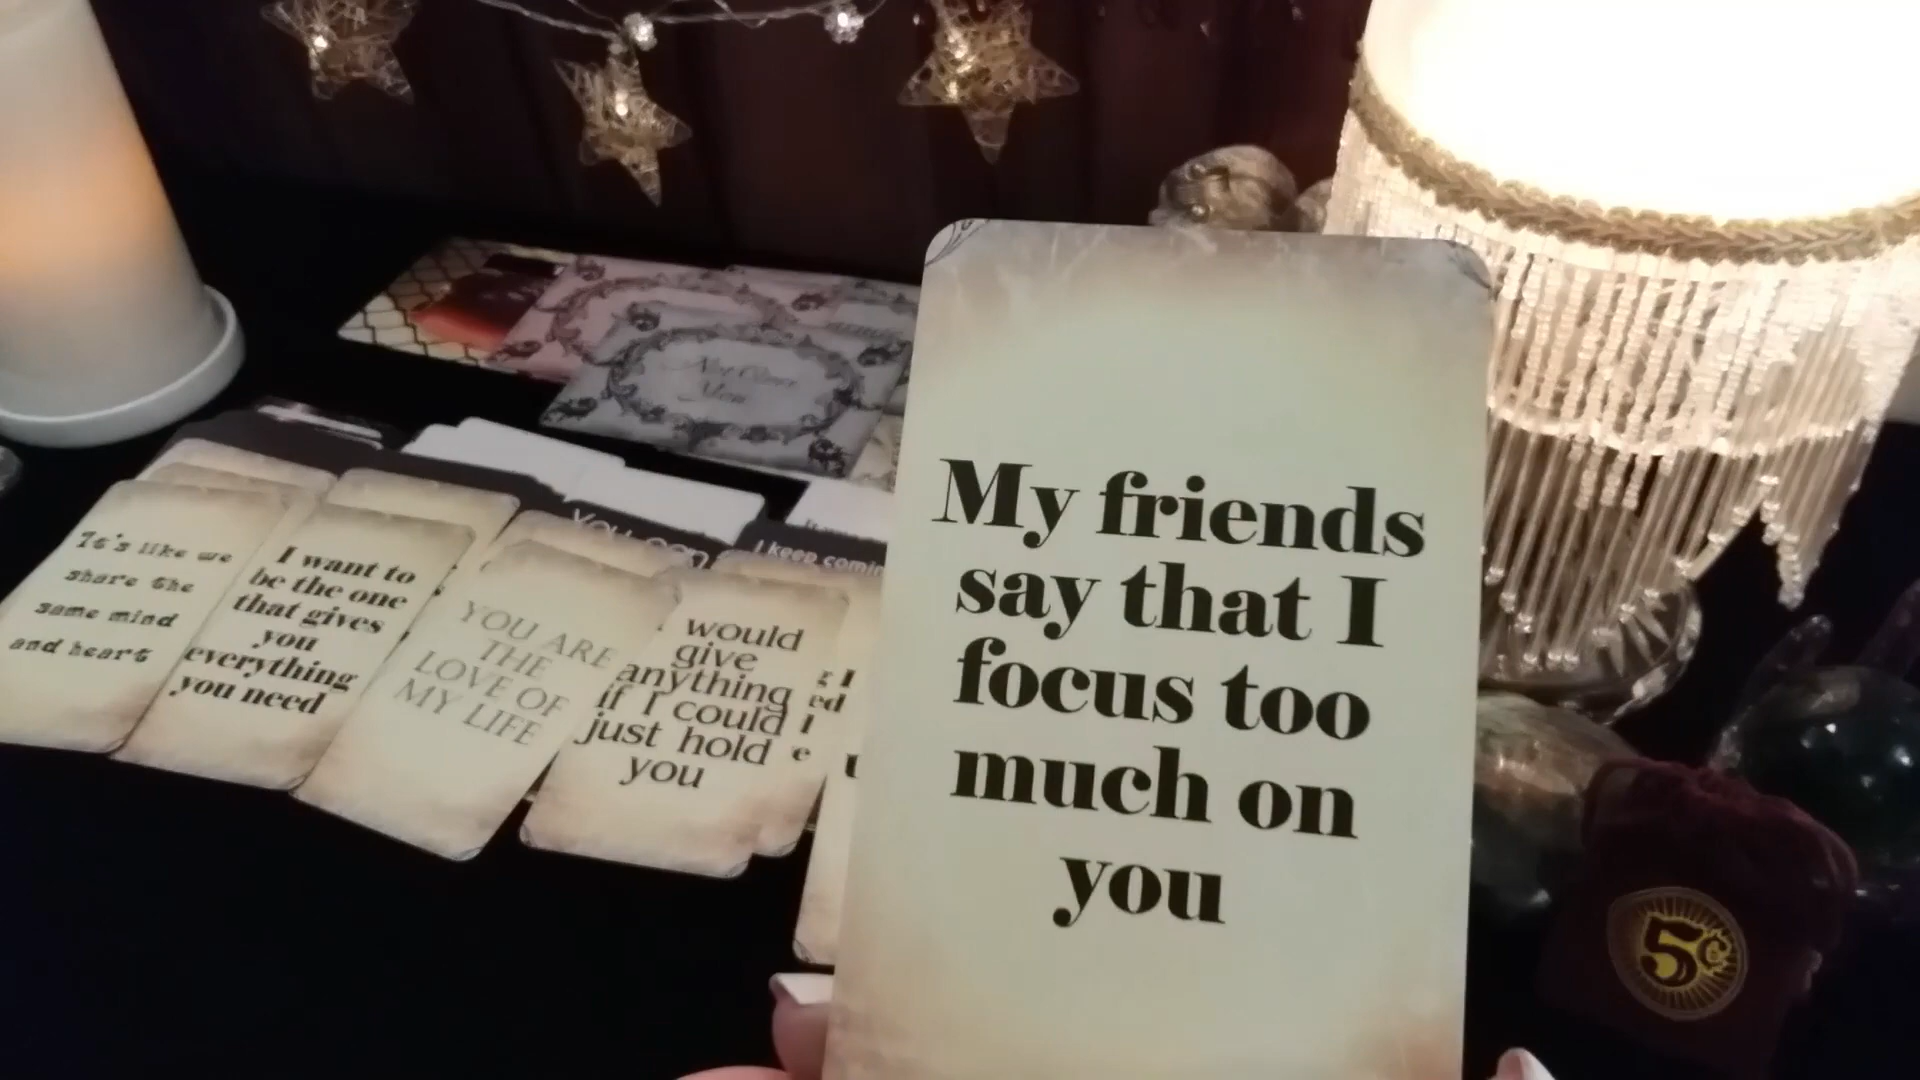 My friends
say that I
focus too
much on
you
It's like we
share the
same mind
and heart
I want to
be the one
that gives
you
everything
you need
YOU ARE
THE
LOVE OF
MY LIFE
would
give
anything
if I could
just hold
you
I keep
5¢